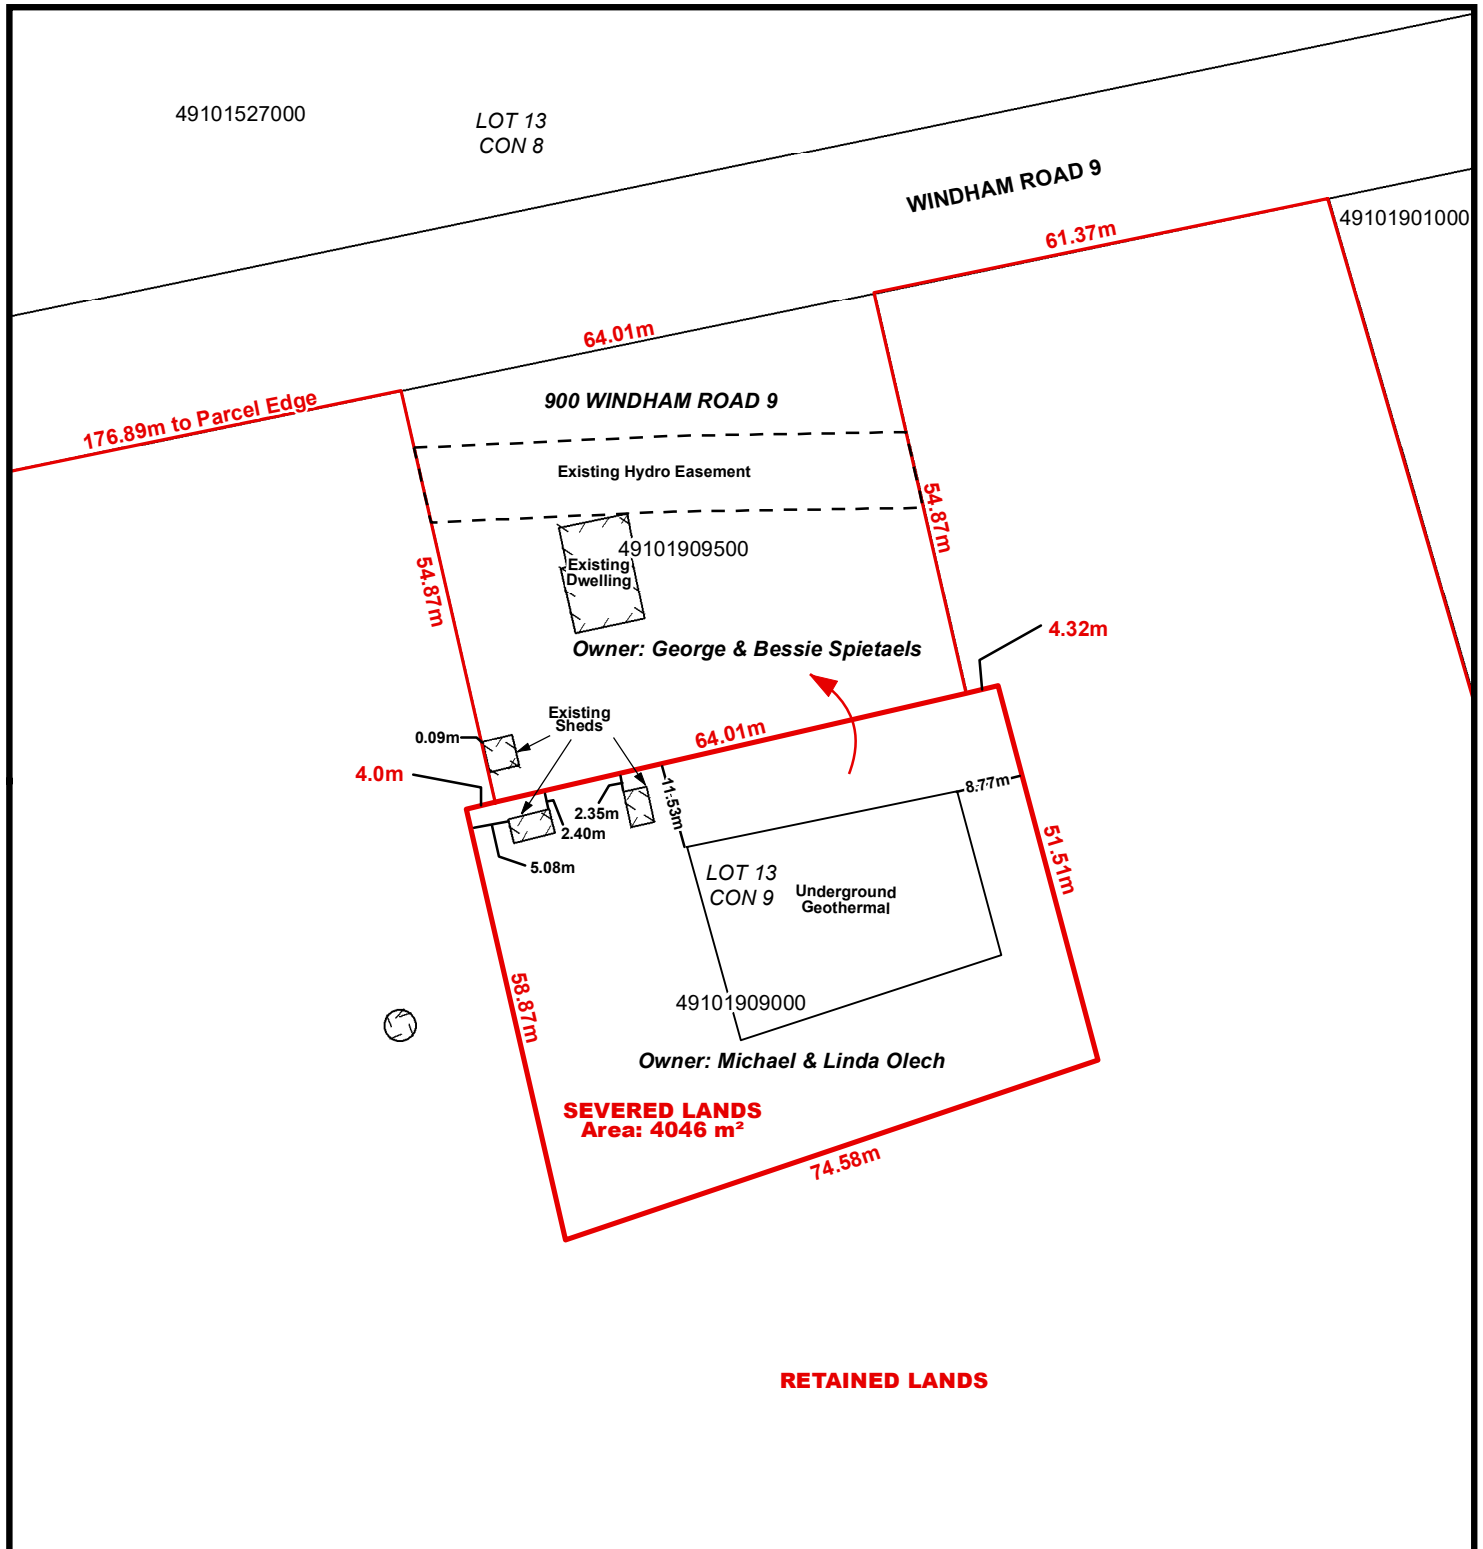 49101527000
LOT 13
CON 8
WINDHAM ROAD 9
49101901000
61.37m
64.01m
176.89m to Parcel Edge
900 WINDHAM ROAD 9
Existing Hydro Easement
54.87m
49101909500
Existing
Dwelling
54.87m
4.32m
Owner: George & Bessie Spietaels
Existing
Sheds
0.09m
64.01m
4.0m
8.77m
11.53m
2.35m
2.40m
5.08m
51.51m
LOT 13
CON 9
Underground
Geothermal
58.87m
49101909000
Owner: Michael & Linda Olech
SEVERED LANDS
Area: 4046 m²
74.58m
RETAINED LANDS